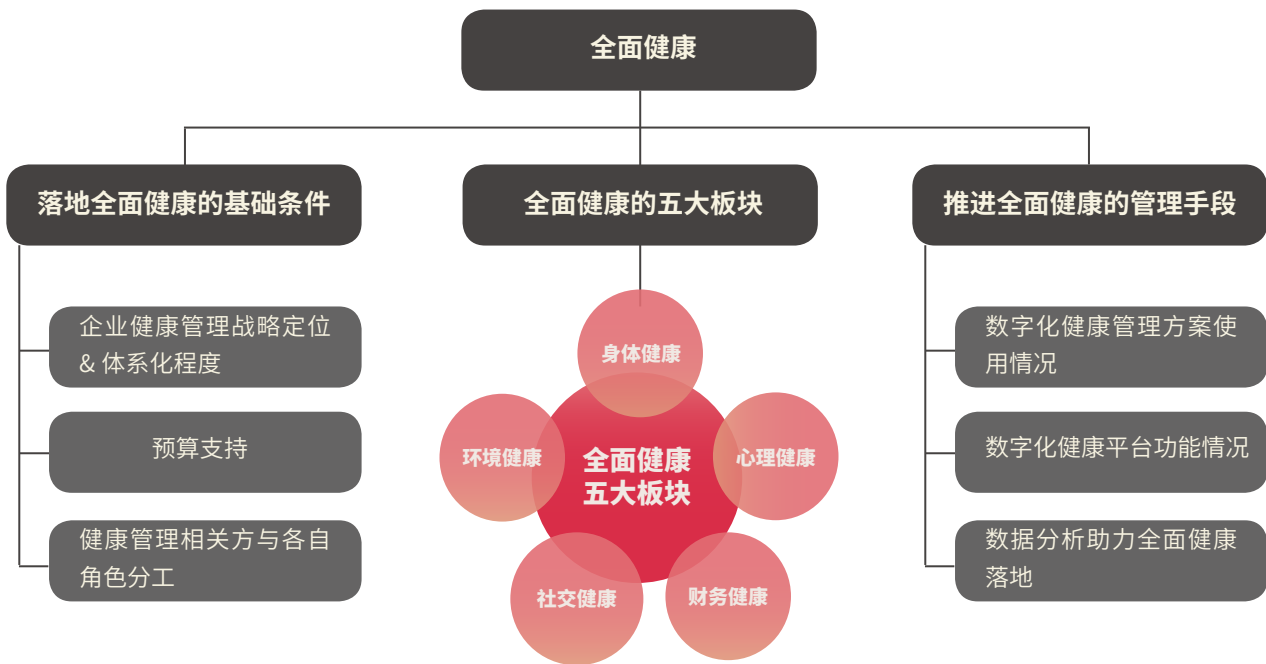 全面健康
落地全面健康的基础条件
全面健康的五大板块
推进全面健康的管理手段
企业健康管理战略定位
& 体系化程度
预算支持
健康管理相关方与各自
角色分工
身体健康
环境健康
全面健康
五大板块
心理健康
社交健康
财务健康
数字化健康管理方案使
用情况
数字化健康平台功能情况
数据分析助力全面健康
落地